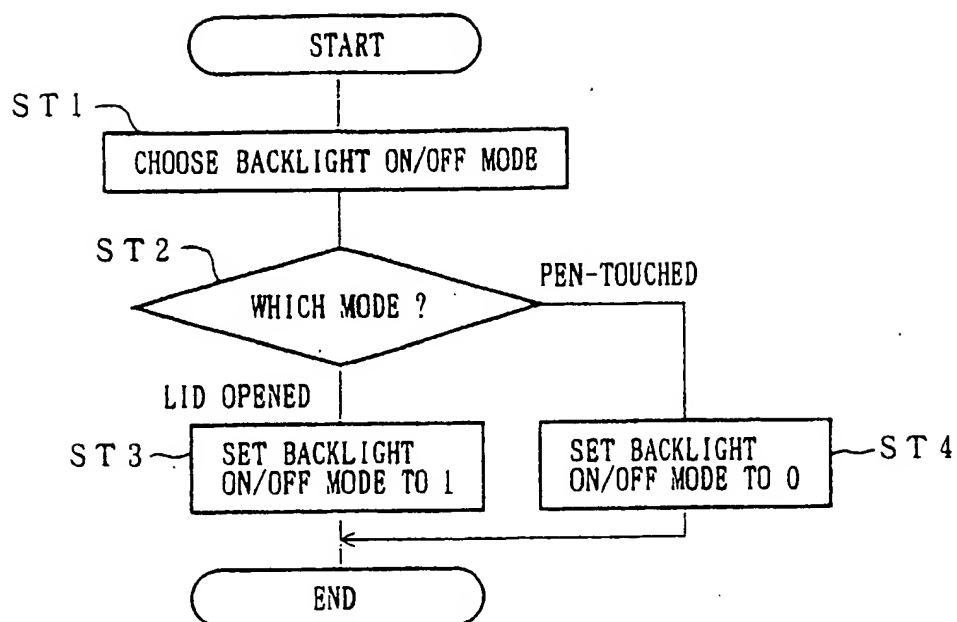 START
ST1
CHOOSE BACKLIGHT ON/OFF MODE
ST2
PEN-TOUCHED
WHICH MODE ?
LID OPENED
ST3
SET BACKLIGHT
ON/OFF MODE TO 1
SET BACKLIGHT
ON/OFF MODE TO 0
ST4
END